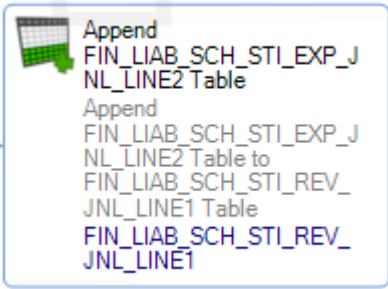 Append
FIN_LIAB_SCH_STI_EXP_J
NL_LINE2 Table
Append
FIN_LIAB_SCH_STI_EXP_J
NL_LINE2 Table to
FIN_LIAB_SCH_STI_REV_
JNL_LINE1 Table
FIN_LIAB_SCH_STI_REV_
JNL_LINE1